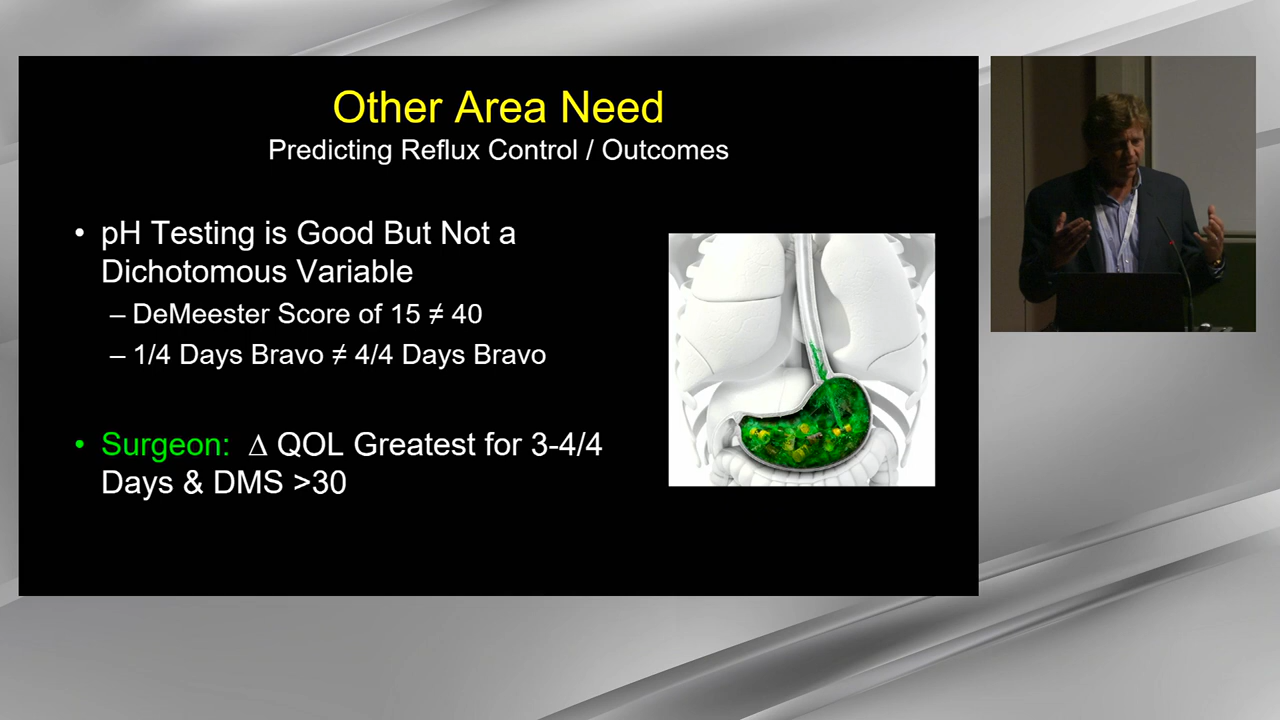 Other Area Need
Predicting Reflux Control / Outcomes
• pH Testing is Good But Not a
Dichotomous Variable
– DeMeester Score of 15 ≠ 40
– 1/4 Days Bravo ≠ 4/4 Days Bravo
• Surgeon: Δ QOL Greatest for 3-4/4
Days & DMS >30